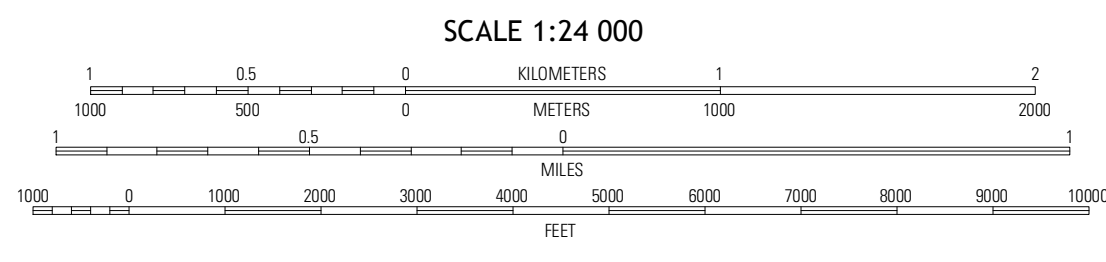 SCALE 1:24 000
1 0.5 0 KILOMETERS 1 2
1000 500 0 METERS 1000 2000
1 0.5 0 1
MILES
1000 0 1000 2000 3000 4000 5000 6000 7000 8000 9000 10000
FEET